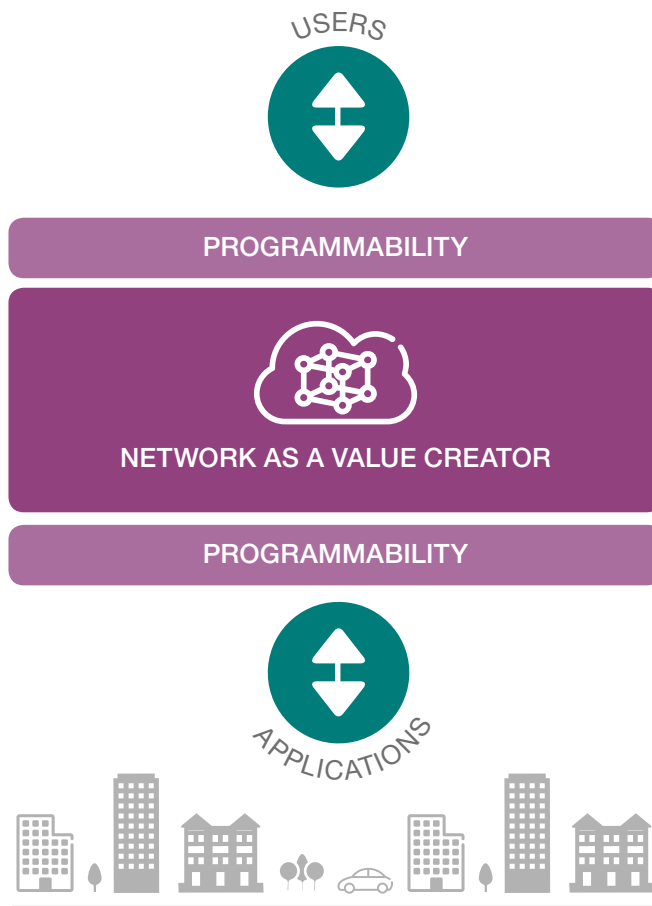 USERS
PROGRAMMABILITY
NETWORK AS A VALUE CREATOR
PROGRAMMABILITY
APPLICATIONS